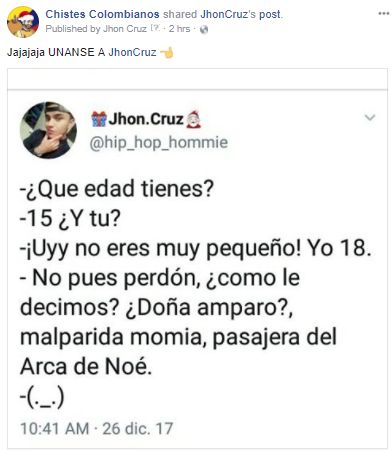 Chistes Colombianos shared JhonCruz's post.
Published by Jhon Cruz [?] · 2 hrs ·
Jajajaja UNANSE A JhonCruz 👈
🎁Jhon.Cruz🎅
@hip_hop_hommie
-¿Que edad tienes?
-15 ¿Y tu?
-¡Uyy no eres muy pequeño! Yo 18.
- No pues perdón, ¿como le
decimos? ¿Doña amparo?,
malparida momia, pasajera del
Arca de Noé.
-(._.)
10:41 AM · 26 dic. 17